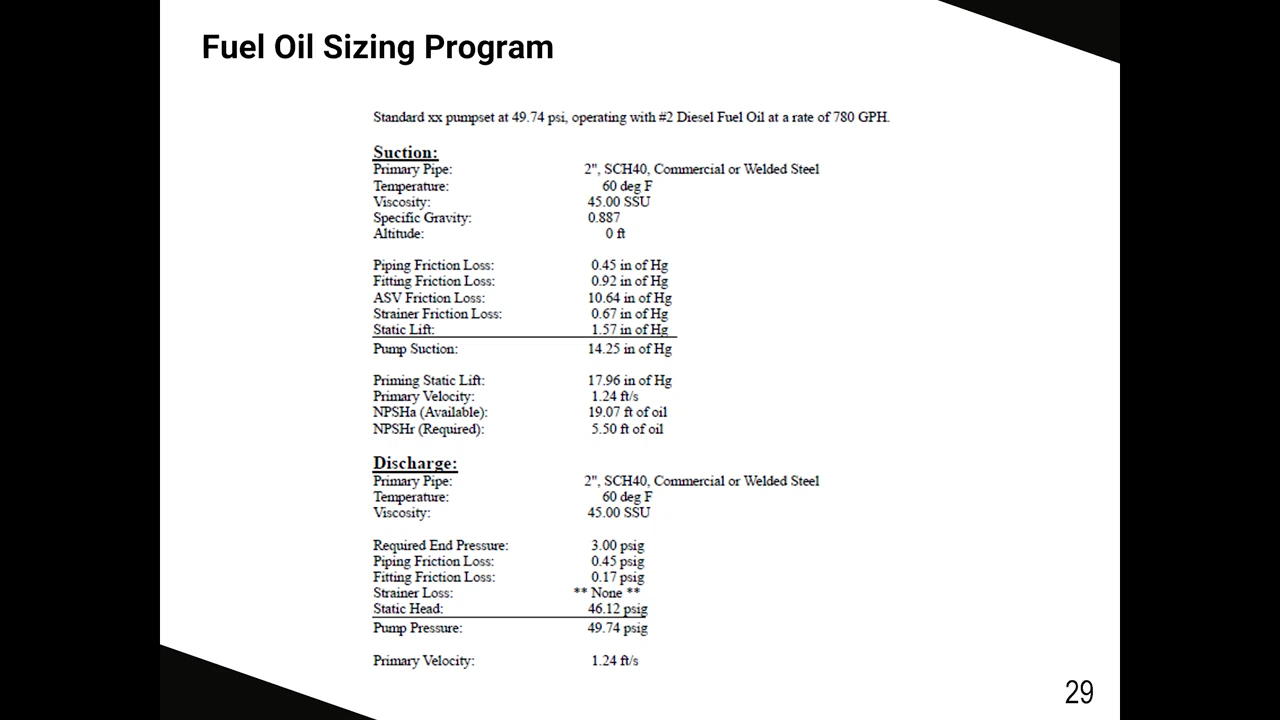 Fuel Oil Sizing Program
Standard xx pumpset at 49.74 psi, operating with #2 Diesel Fuel Oil at a rate of 780 GPH.
Suction:
Primary Pipe: 2", SCH40, Commercial or Welded Steel
Temperature: 60 deg F
Viscosity: 45.00 SSU
Specific Gravity: 0.887
Altitude: 0 ft
Piping Friction Loss: 0.45 in of Hg
Fitting Friction Loss: 0.92 in of Hg
ASV Friction Loss: 10.64 in of Hg
Strainer Friction Loss: 0.67 in of Hg
Static Lift: 1.57 in of Hg
Pump Suction: 14.25 in of Hg
Priming Static Lift: 17.96 in of Hg
Primary Velocity: 1.24 ft/s
NPSHa (Available): 19.07 ft of oil
NPSHr (Required): 5.50 ft of oil
Discharge:
Primary Pipe: 2", SCH40, Commercial or Welded Steel
Temperature: 60 deg F
Viscosity: 45.00 SSU
Required End Pressure: 3.00 psig
Piping Friction Loss: 0.45 psig
Fitting Friction Loss: 0.17 psig
Strainer Loss: ** None **
Static Head: 46.12 psig
Pump Pressure: 49.74 psig
Primary Velocity: 1.24 ft/s
29